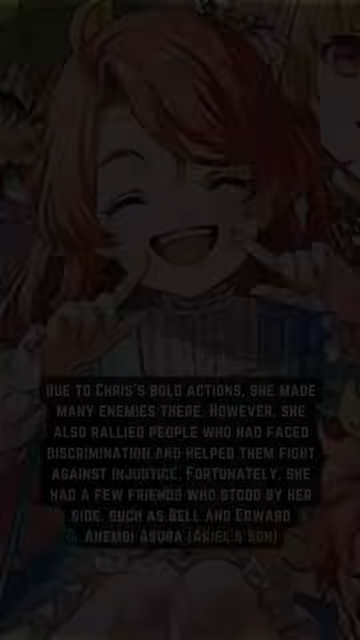 Due to Chris's bold actions, she made
many enemies there. However, she
also rallied people who had faced
discrimination and helped them fight
against injustice. Fortunately, she
had a few friends who stood by her
side, such as Bell and Edward
Anemoi Asura (Ariel's son)